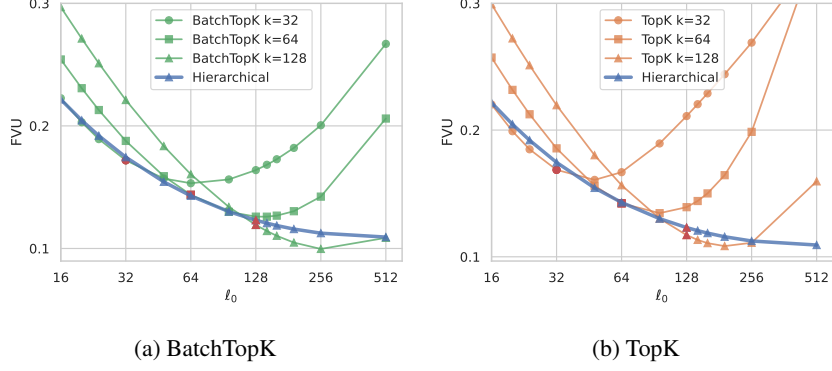 0.3
0.2
0.1
FVU
BatchTopK k=32
BatchTopK k=64
BatchTopK k=128
Hierarchical
16 32 64 128 256 512
ℓ₀
(a) BatchTopK
0.3
0.2
0.1
FVU
TopK k=32
TopK k=64
TopK k=128
Hierarchical
16 32 64 128 256 512
ℓ₀
(b) TopK